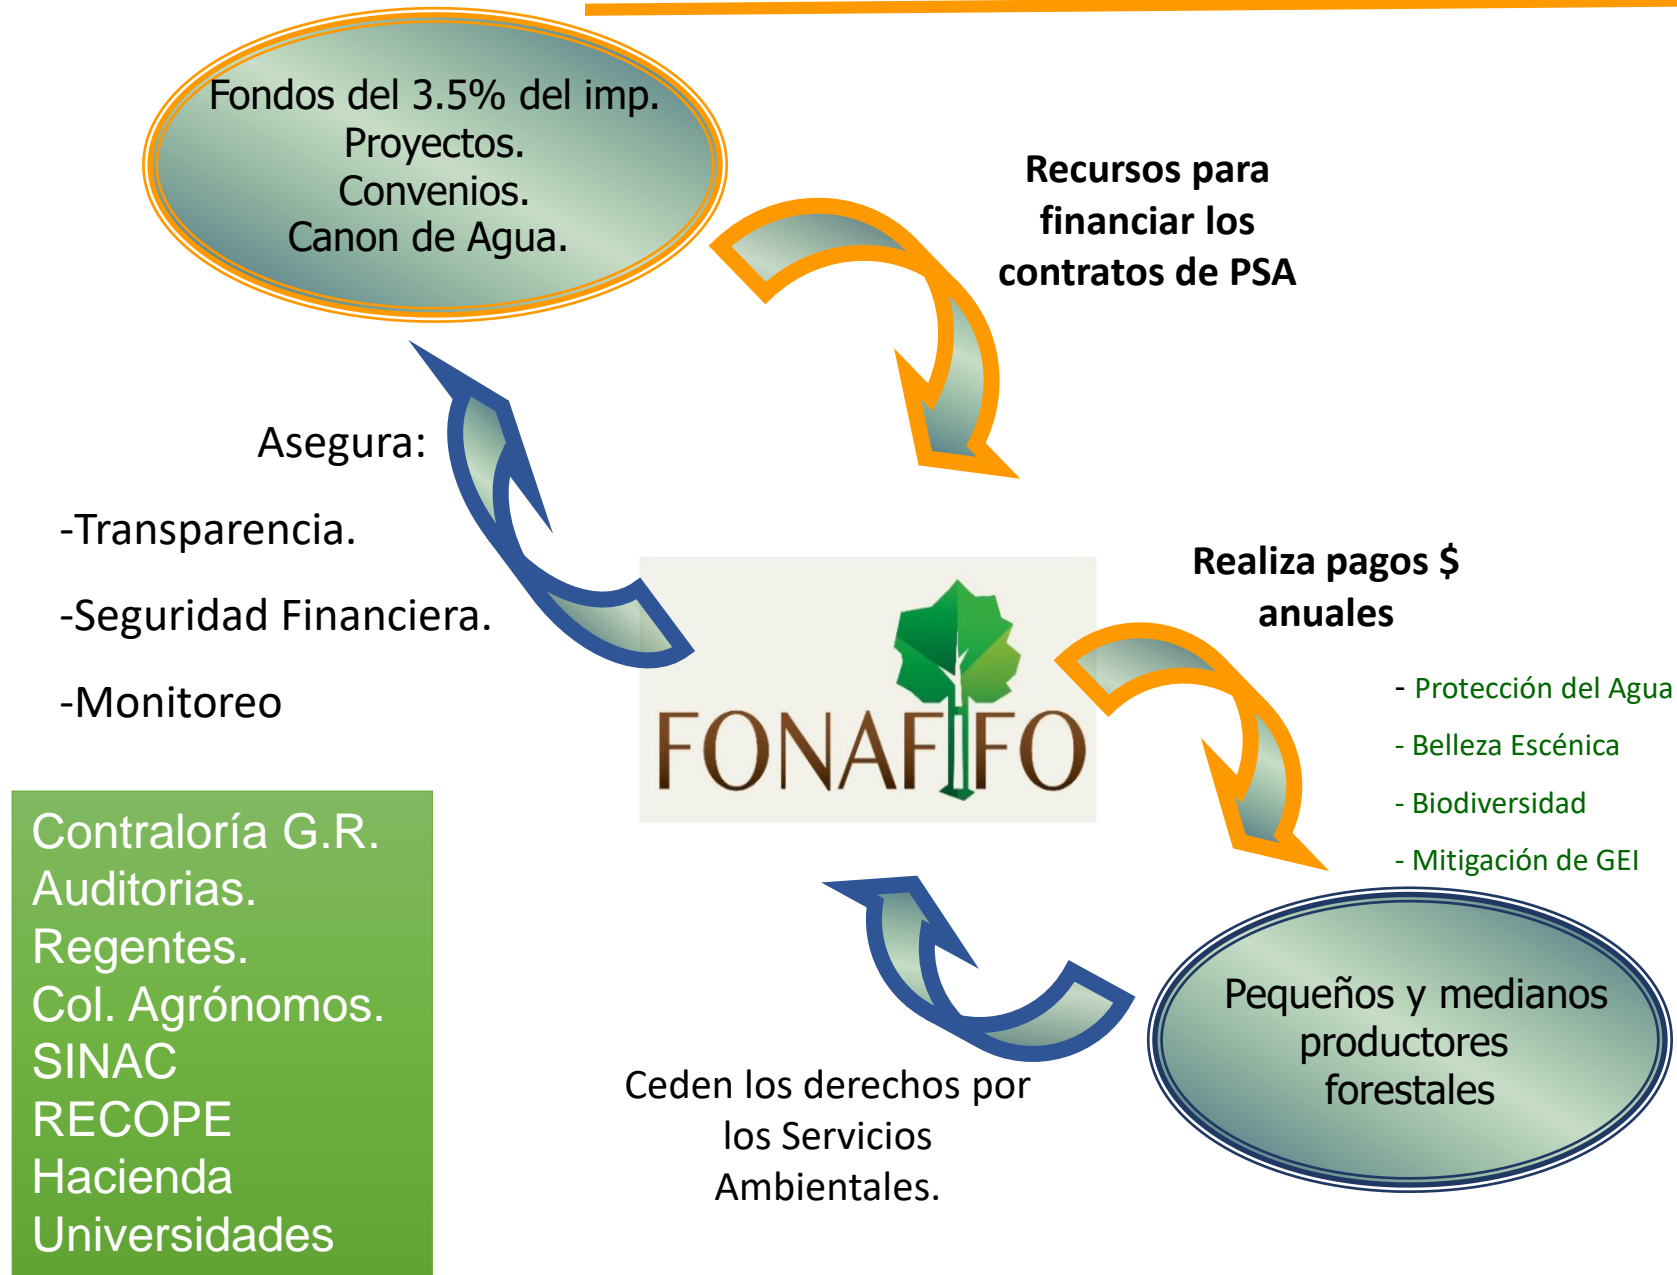 Fondos del 3.5% del imp.
Proyectos.
Convenios.
Canon de Agua.
Recursos para
financiar los
contratos de PSA
Asegura:
-Transparencia.
-Seguridad Financiera.
-Monitoreo
FONAFIFO
Realiza pagos $
anuales
- Protección del Agua
- Belleza Escénica
- Biodiversidad
- Mitigación de GEI
Contraloría G.R.
Auditorias.
Regentes.
Col. Agrónomos.
SINAC
RECOPE
Hacienda
Universidades
Ceden los derechos por
los Servicios
Ambientales.
Pequeños y medianos
productores
forestales